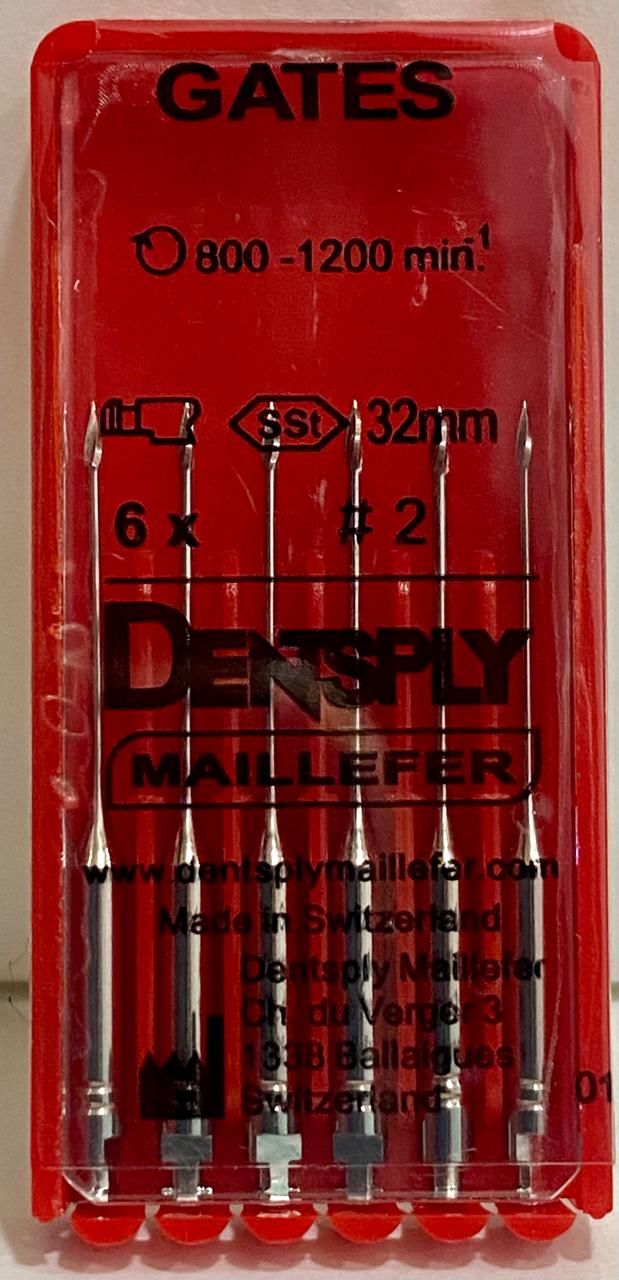 GATES
800 -1200 min.¹
SSt 32mm
6 x # 2
DENTSPLY
MAILLEFER
www.dentsplymaillefer.com
Made in Switzerland
Dentsply Maillefer
Ch. du Verger 3
1338 Ballaigues
Switzerland
01